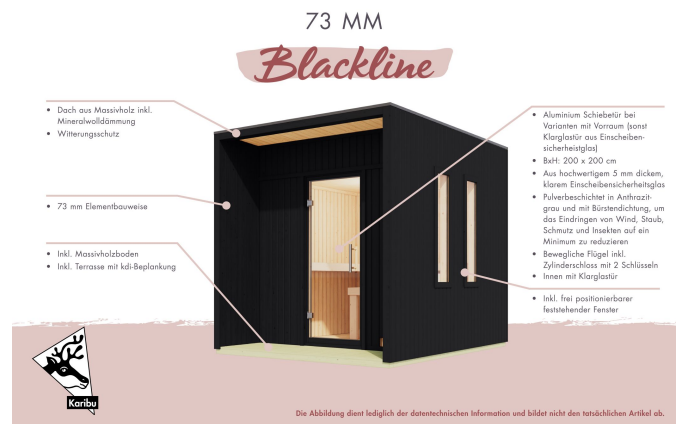 73 MM
Blackline
• Dach aus Massivholz inkl.
Mineralwolldämmung
• Witterungsschutz
• 73 mm Elementbauweise
• Inkl. Massivholzboden
• Inkl. Terrasse mit kdi-Beplankung
• Aluminium Schiebetür bei
Varianten mit Vorraum (sonst
Klarglastür aus Einscheiben-
sicherheistglas)
• BxH: 200 x 200 cm
• Aus hochwertigem 5 mm dickem,
klarem Einscheibensicherheitsglas
• Pulverbeschichtet in Anthrazit-
grau und mit Bürstendichtung, um
das Eindringen von Wind, Staub,
Schmutz und Insekten auf ein
Minimum zu reduzieren
• Bewegliche Flügel inkl.
Zylinderschloss mit 2 Schlüsseln
• Innen mit Klarglastür
• Inkl. frei positionierbarer
feststehender Fenster
Karibu
Die Abbildung dient lediglich der datentechnischen Information und bildet nicht den tatsächlichen Artikel ab.